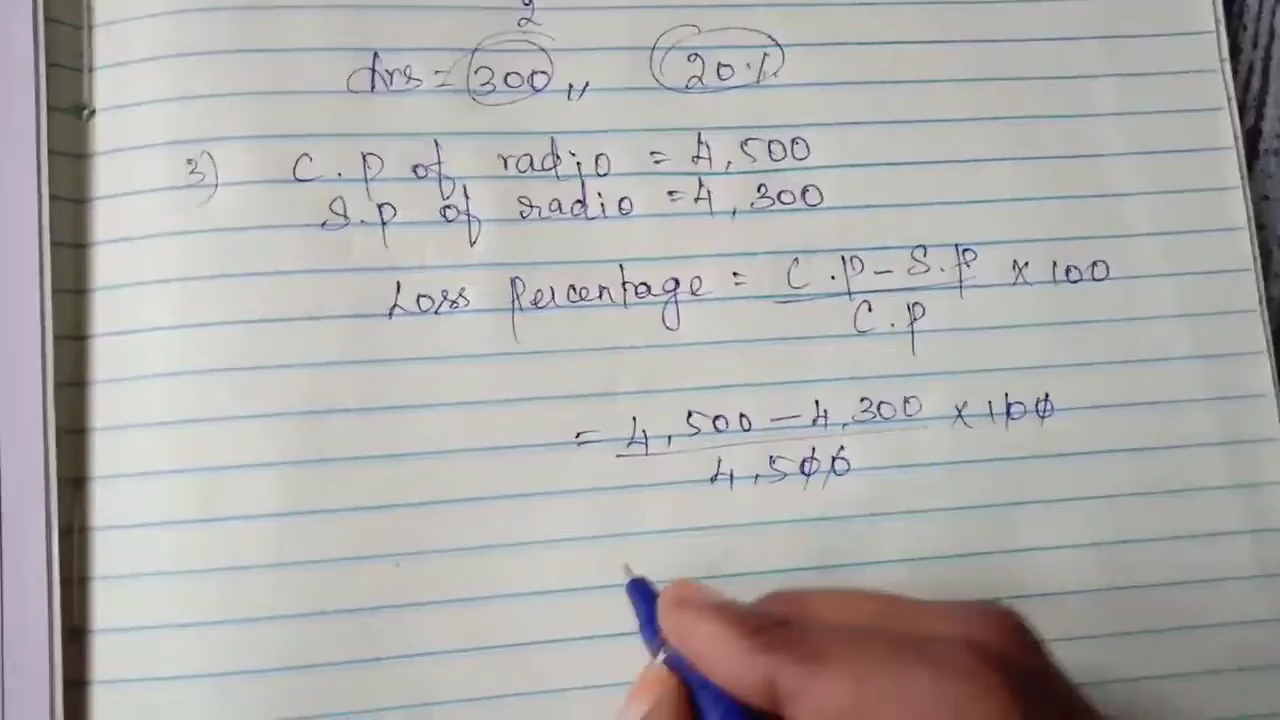 2
Ans = 300 ,, 20%
3) C.P of radio = 4,500
S.P of radio = 4,300
Loss Percentage = C.P - S.P × 100
C.P
= 4,500 - 4,300 × 100
4,500